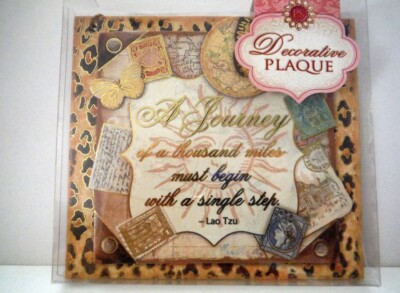 Decorative
PLAQUE
A Journey
of a thousand miles
must begin
with a single step.
– Lao Tzu